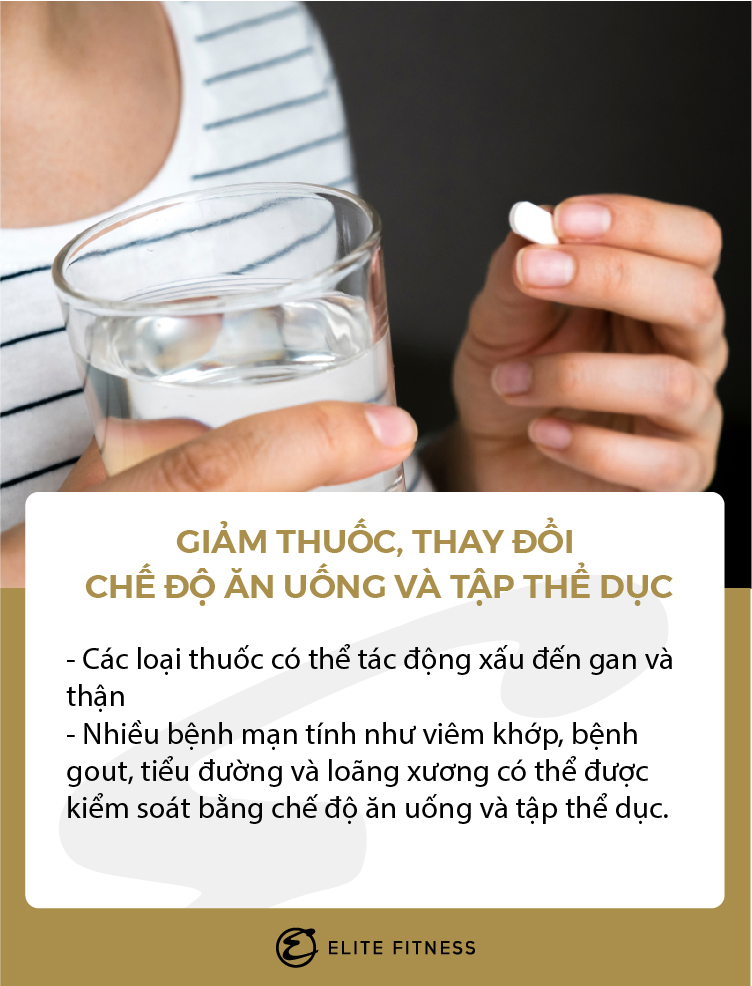 GIẢM THUỐC, THAY ĐỔI
CHẾ ĐỘ ĂN UỐNG VÀ TẬP THỂ DỤC
- Các loại thuốc có thể tác động xấu đến gan và
thận
- Nhiều bệnh mạn tính như viêm khớp, bệnh
gout, tiểu đường và loãng xương có thể được
kiểm soát bằng chế độ ăn uống và tập thể dục.
ELITE FITNESS